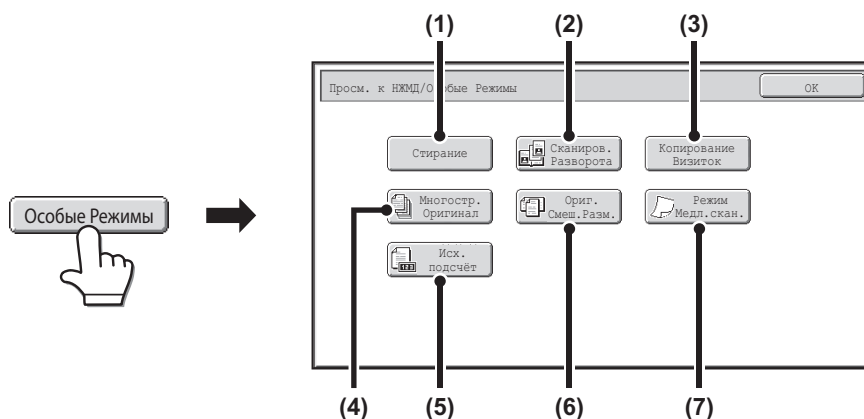 (1) (2) (3)
Просм. к НЖМД/Особые Режимы OK
Стирание
Сканиров.
Разворота
Копирование
Визиток
Особые Режимы
Многостр.
Оригинал
Ориг.
Смеш.Разм.
Режим
Медл.скан.
Исх.
подсчёт
123
(4) (5) (6) (7)